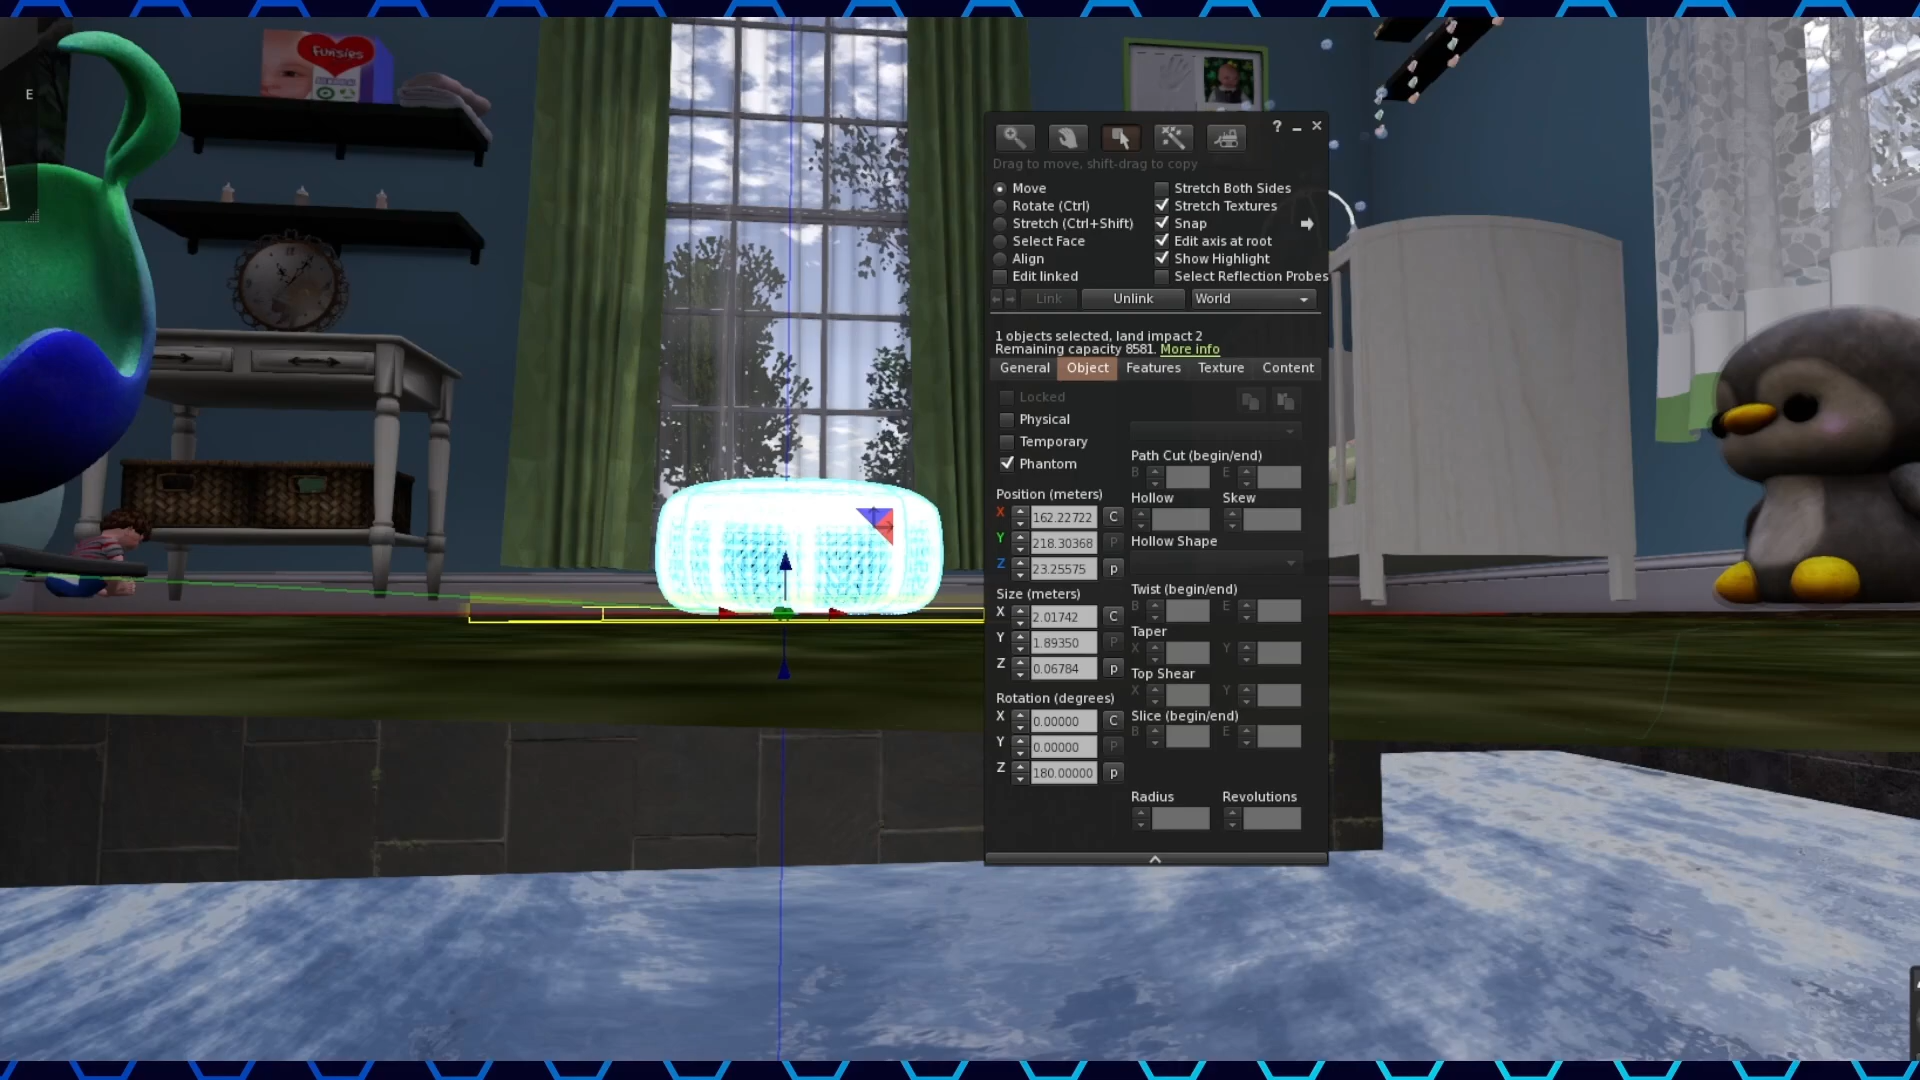 Funsies
E
?
Drag to move, shift-drag to copy
Move
Stretch Both Sides
Rotate (Ctrl)
Stretch Textures
Stretch (Ctrl+Shift)
Snap
Select Face
Edit axis at root
Align
Show Highlight
Edit linked
Select Reflection Probes
Link
Unlink
World
1 objects selected, land impact 2
Remaining capacity 8581. More info
General
Object
Features
Texture
Content
Locked
Physical
Temporary
Phantom
Position (meters)
X 162.22722 C
Y 218.30368 P
Z 23.25575 p
Size (meters)
X 2.01742 C
Y 1.89350 P
Z 0.06784 p
Rotation (degrees)
X 0.00000 C
Y 0.00000 P
Z 180.00000 p
Path Cut (begin/end)
B E
Hollow Skew
Hollow Shape
Twist (begin/end)
B E
Taper
X Y
Top Shear
X Y
Slice (begin/end)
B E
Radius Revolutions